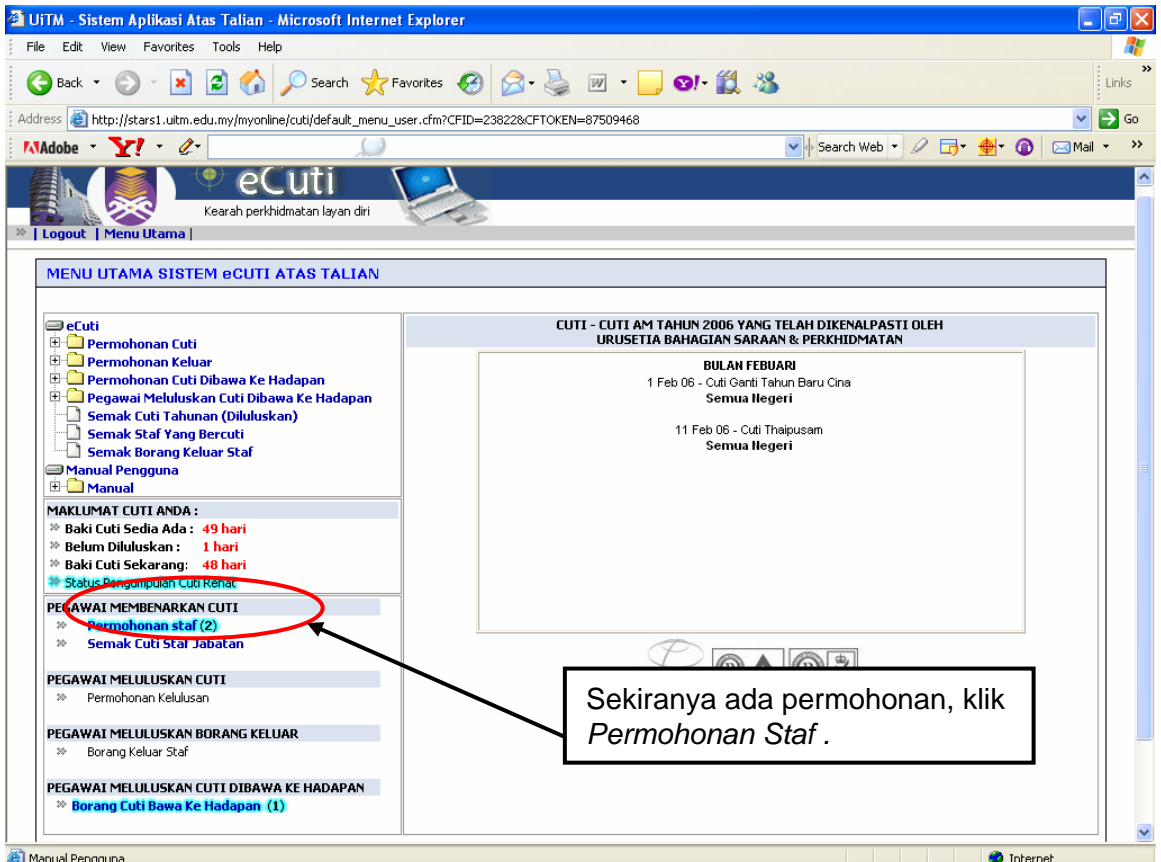 UiTM - Sistem Aplikasi Atas Talian - Microsoft Internet Explorer
File Edit View Favorites Tools Help
Back Search Favorites Links
Address http://stars1.uitm.edu.my/myonline/cuti/default_menu_user.cfm?CFID=23822&CFTOKEN=87509468 Go
Adobe Y! Search Web Mail
eCuti
Kearah perkhidmatan layan diri
| Logout | Menu Utama |
MENU UTAMA SISTEM eCUTI ATAS TALIAN
eCuti
Permohonan Cuti
Permohonan Keluar
Permohonan Cuti Dibawa Ke Hadapan
Pegawai Meluluskan Cuti Dibawa Ke Hadapan
Semak Cuti Tahunan (Diluluskan)
Semak Staf Yang Bercuti
Semak Borang Keluar Staf
Manual Pengguna
Manual
MAKLUMAT CUTI ANDA :
Baki Cuti Sedia Ada : 49 hari
Belum Diluluskan : 1 hari
Baki Cuti Sekarang: 48 hari
Status Pengumpulan Cuti Rehat
PEGAWAI MEMBENARKAN CUTI
Permohonan staf (2)
Semak Cuti Staf Jabatan
PEGAWAI MELULUSKAN CUTI
Permohonan Kelulusan
PEGAWAI MELULUSKAN BORANG KELUAR
Borang Keluar Staf
PEGAWAI MELULUSKAN CUTI DIBAWA KE HADAPAN
Borang Cuti Bawa Ke Hadapan (1)
CUTI - CUTI AM TAHUN 2006 YANG TELAH DIKENALPASTI OLEH
URUSETIA BAHAGIAN SARAAN & PERKHIDMATAN
BULAN FEBUARI
1 Feb 06 - Cuti Ganti Tahun Baru Cina
Semua Negeri
11 Feb 06 - Cuti Thaipusam
Semua Negeri
Sekiranya ada permohonan, klik
Permohonan Staf .
Manual Pengguna Internet